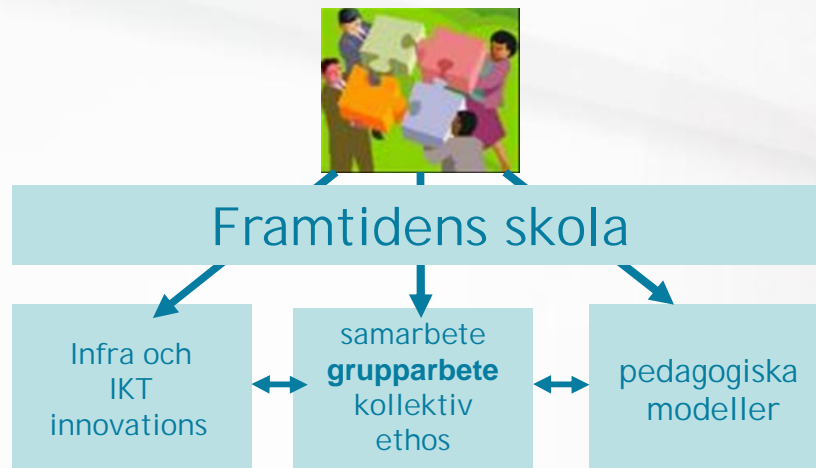 Framtidens skola
Infra och
IKT
innovations
samarbete
grupparbete
kollektiv
ethos
pedagogiska
modeller